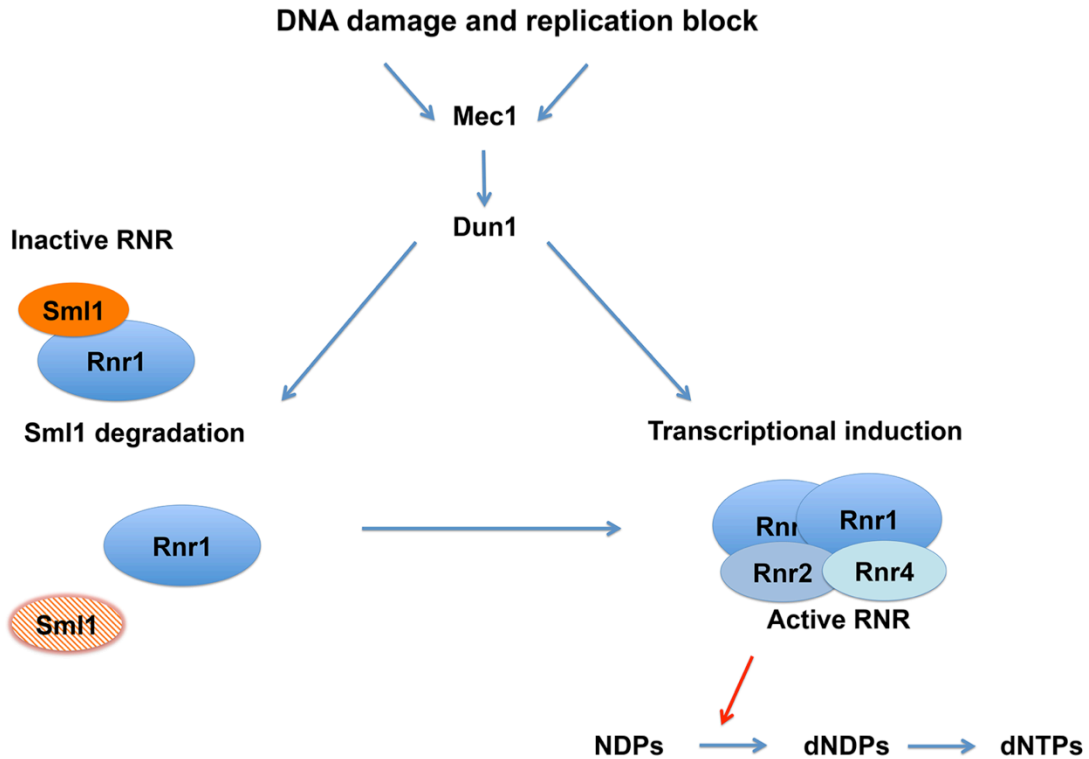 DNA damage and replication block
Mec1
Dun1
Inactive RNR
Sml1
Rnr1
Sml1 degradation
Transcriptional induction
Rnr1
Sml1
Rnr
Rnr1
Rnr2
Rnr4
Active RNR
NDPs
dNDPs
dNTPs